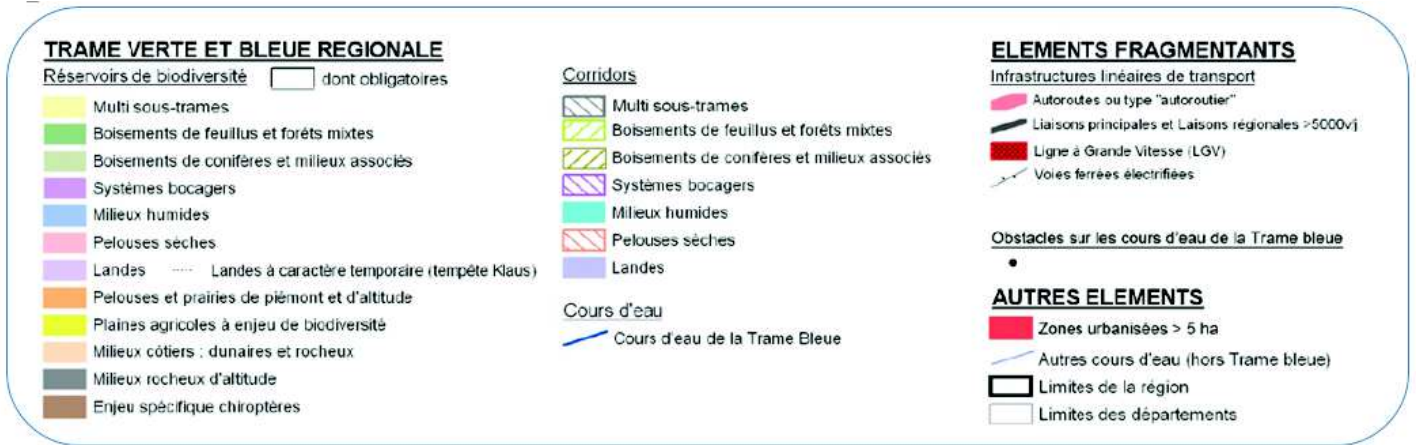 TRAME VERTE ET BLEUE REGIONALE
Réservoirs de biodiversité dont obligatoires
Multi sous-trames
Boisements de feuillus et forêts mixtes
Boisements de conifères et milieux associés
Systèmes bocagers
Milieux humides
Pelouses sèches
Landes Landes à caractère temporaire (tempête Klaus)
Pelouses et prairies de piémont et d'altitude
Plaines agricoles à enjeu de biodiversité
Milieux côtiers : dunaires et rocheux
Milieux rocheux d'altitude
Enjeu spécifique chiroptères
Corridors
Multi sous-trames
Boisements de feuillus et forêts mixtes
Boisements de conifères et milieux associés
Systèmes bocagers
Milieux humides
Pelouses sèches
Landes
Cours d'eau
Cours d'eau de la Trame Bleue
ELEMENTS FRAGMENTANTS
Infrastructures linéaires de transport
Autoroutes ou type "autoroutier"
Liaisons principales et Laisons régionales >5000v/j
Ligne à Grande Vitesse (LGV)
Voies ferrées électrifiées
Obstacles sur les cours d'eau de la Trame bleue
AUTRES ELEMENTS
Zones urbanisées > 5 ha
Autres cours d'eau (hors Trame bleue)
Limites de la région
Limites des départements